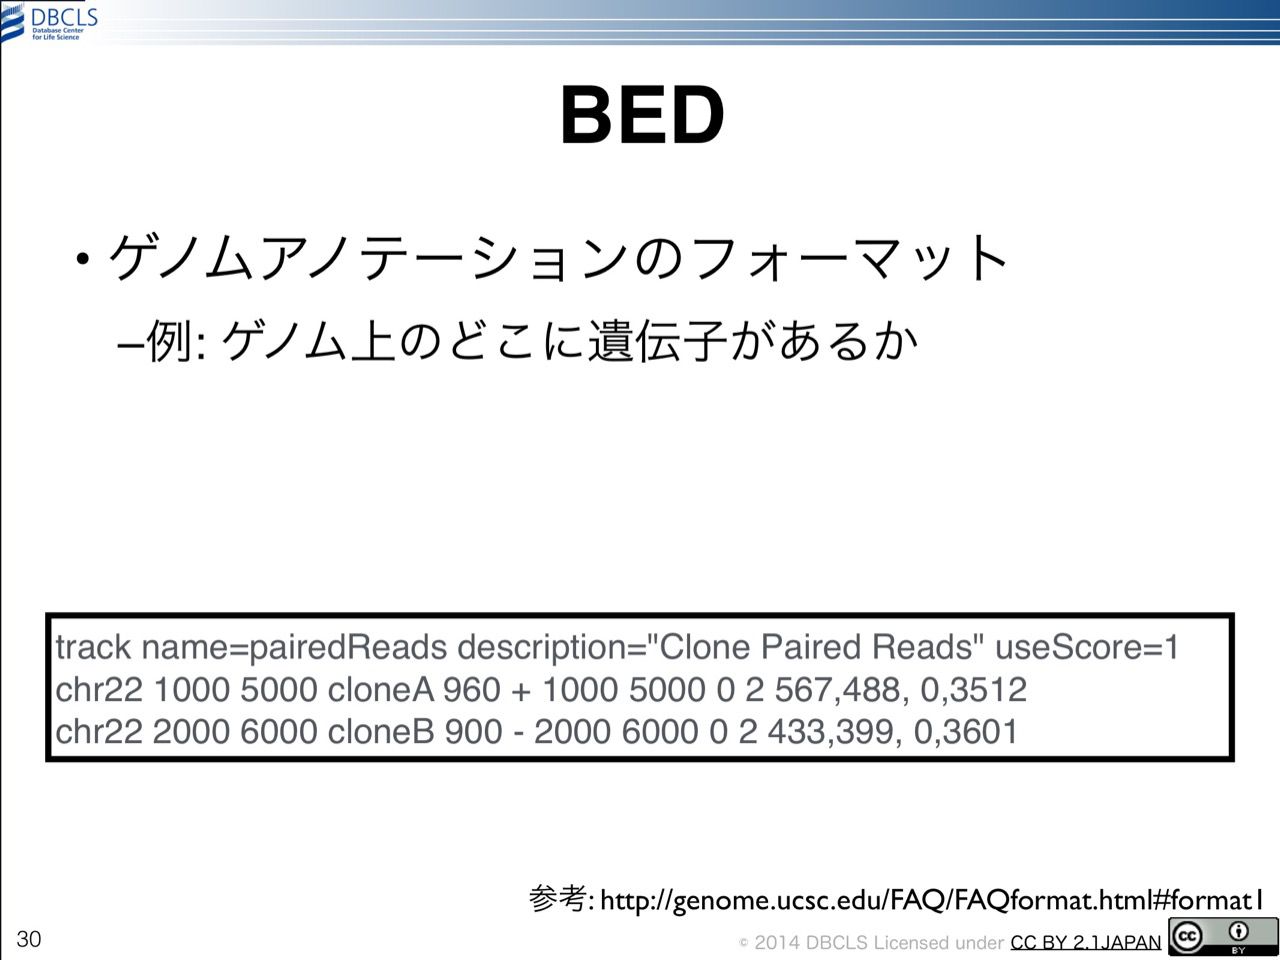 DBCLS
Database Center
for Life Science
BED
• ゲノムアノテーションのフォーマット
–例: ゲノム上のどこに遺伝子があるか
track name=pairedReads description="Clone Paired Reads" useScore=1
chr22 1000 5000 cloneA 960 + 1000 5000 0 2 567,488, 0,3512
chr22 2000 6000 cloneB 900 - 2000 6000 0 2 433,399, 0,3601
参考: http://genome.ucsc.edu/FAQ/FAQformat.html#format1
30
© 2014 DBCLS Licensed under CC BY 2.1JAPAN
cc
BY